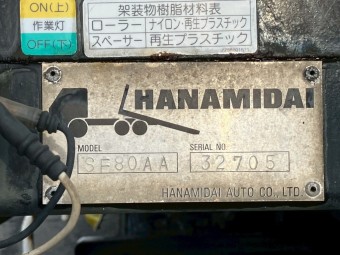 ON(上)
作業灯
OFF(下)
架装物樹脂材料表
ローラー ナイロン・再生プラスチック
スペーサー 再生プラスチック
HANAMIDAI
MODEL
SERIAL NO
SF80AA
32705
HANAMIDAI AUTO CO.,LTD.